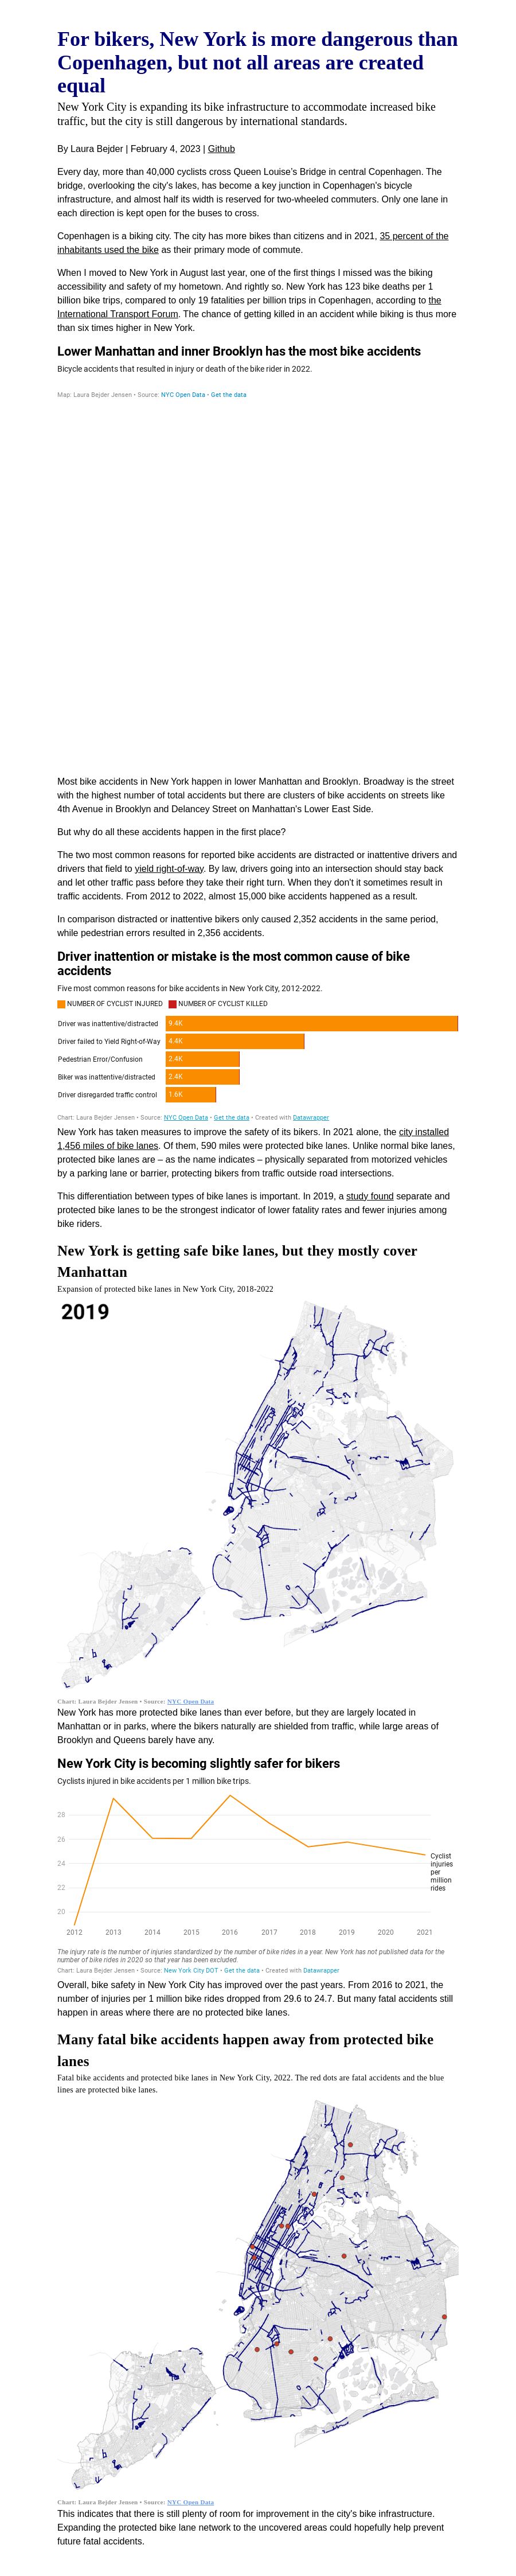 For bikers, New York is more dangerous than
Copenhagen, but not all areas are created
equal
New York City is expanding its bike infrastructure to accommodate increased bike
traffic, but the city is still dangerous by international standards.
By Laura Bejder | February 4, 2023 | Github
Every day, more than 40,000 cyclists cross Queen Louise's Bridge in central Copenhagen. The
bridge, overlooking the city's lakes, has become a key junction in Copenhagen's bicycle
infrastructure, and almost half its width is reserved for two-wheeled commuters. Only one lane in
each direction is kept open for the buses to cross.
Copenhagen is a biking city. The city has more bikes than citizens and in 2021, 35 percent of the
inhabitants used the bike as their primary mode of commute.
When I moved to New York in August last year, one of the first things I missed was the biking
accessibility and safety of my hometown. And rightly so. New York has 123 bike deaths per 1
billion bike trips, compared to only 19 fatalities per billion trips in Copenhagen, according to the
International Transport Forum. The chance of getting killed in an accident while biking is thus more
than six times higher in New York.
Lower Manhattan and inner Brooklyn has the most bike accidents
Bicycle accidents that resulted in injury or death of the bike rider in 2022.
Map: Laura Bejder Jensen • Source: NYC Open Data • Get the data
Most bike accidents in New York happen in lower Manhattan and Brooklyn. Broadway is the street
with the highest number of total accidents but there are clusters of bike accidents on streets like
4th Avenue in Brooklyn and Delancey Street on Manhattan's Lower East Side.
But why do all these accidents happen in the first place?
The two most common reasons for reported bike accidents are distracted or inattentive drivers and
drivers that field to yield right-of-way. By law, drivers going into an intersection should stay back
and let other traffic pass before they take their right turn. When they don't it sometimes result in
traffic accidents. From 2012 to 2022, almost 15,000 bike accidents happened as a result.
In comparison distracted or inattentive bikers only caused 2,352 accidents in the same period,
while pedestrian errors resulted in 2,356 accidents.
Driver inattention or mistake is the most common cause of bike
accidents
Five most common reasons for bike accidents in New York City, 2012-2022.
NUMBER OF CYCLIST INJURED NUMBER OF CYCLIST KILLED
Driver was inattentive/distracted 9.4K
Driver failed to Yield Right-of-Way 4.4K
Pedestrian Error/Confusion 2.4K
Biker was inattentive/distracted 2.4K
Driver disregarded traffic control 1.6K
Chart: Laura Bejder Jensen • Source: NYC Open Data • Get the data • Created with Datawrapper
New York City has taken measures to improve the safety of its bikers. In 2021 alone, the city installed
1,456 miles of bike lanes. Of them, 590 miles were protected bike lanes. Unlike normal bike lanes,
protected bike lanes are – as the name indicates – physically separated from motorized vehicles
by a parking lane or barrier, protecting bikers from traffic outside road intersections.
This differentiation between types of bike lanes is important. In 2019, a study found separate and
protected bike lanes to be the strongest indicator of lower fatality rates and fewer injuries among
bike riders.
New York is getting safe bike lanes, but they mostly cover
Manhattan
Expansion of protected bike lanes in New York City, 2018-2022
2019
Chart: Laura Bejder Jensen • Source: NYC Open Data
New York has more protected bike lanes than ever before, but they are largely located in
Manhattan or in parks, where the bikers naturally are shielded from traffic, while large areas of
Brooklyn and Queens barely have any.
New York City is becoming slightly safer for bikers
Cyclists injured in bike accidents per 1 million bike trips.
28
26
24
22
20
Cyclist
injuries
per
million
rides
2012 2013 2014 2015 2016 2017 2018 2019 2020 2021
The injury rate is the number of injuries standardized by the number of bike rides in a year. New York has not published data for the
number of bike rides in 2020 so that year has been excluded.
Chart: Laura Bejder Jensen • Source: New York City DOT • Get the data • Created with Datawrapper
Overall, bike safety in New York City has improved over the past years. From 2016 to 2021, the
number of injuries per 1 million bike rides dropped from 29.6 to 24.7. But many fatal accidents still
happen in areas where there are no protected bike lanes.
Many fatal bike accidents happen away from protected bike
lanes
Fatal bike accidents and protected bike lanes in New York City, 2022. The red dots are fatal accidents and the blue
lines are protected bike lanes.
Chart: Laura Bejder Jensen • Source: NYC Open Data
This indicates that there is still plenty of room for improvement in the city's bike infrastructure.
Expanding the protected bike lane network to the uncovered areas could hopefully help prevent
future fatal accidents.